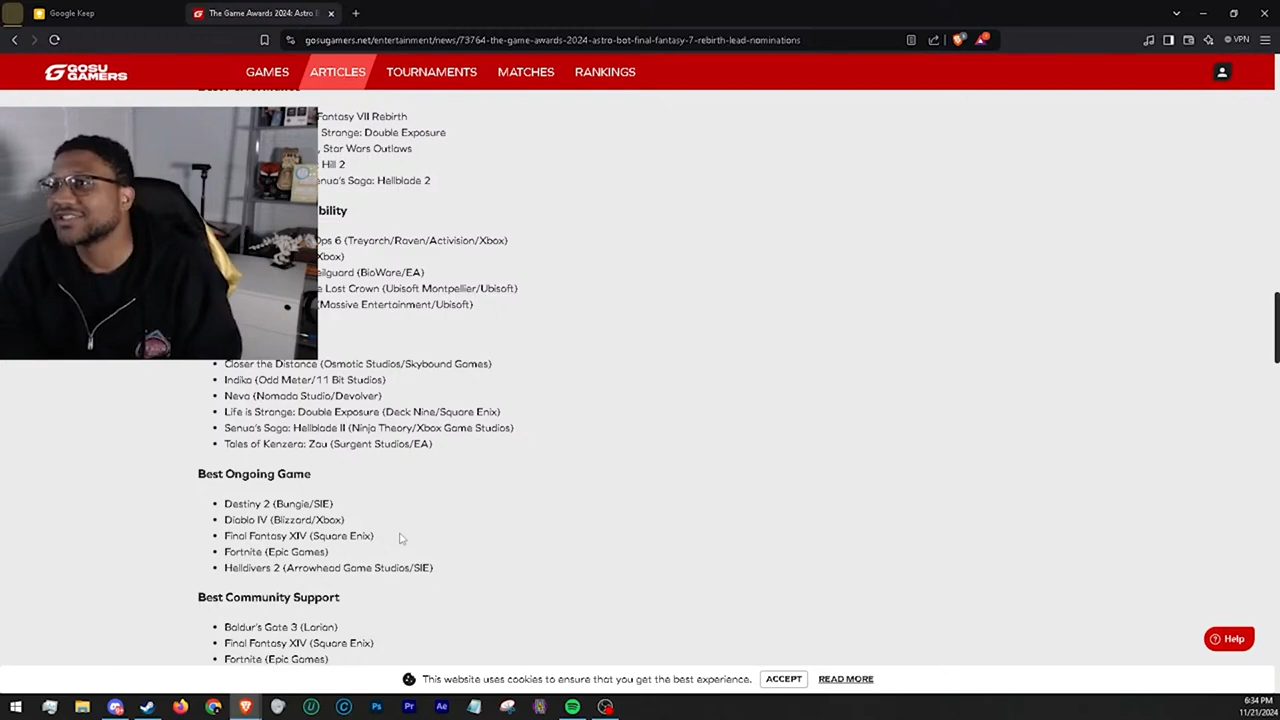 Google Keep
The Game Awards 2024: Astro B
gosugamers.net/entertainment/news/73764-the-game-awards-2024-astro-bot-final-fantasy-7-rebirth-lead-nominations
VPN
GOSU
GAMERS
GAMES
ARTICLES
TOURNAMENTS
MATCHES
RANKINGS
Fantasy VII Rebirth
Strange: Double Exposure
, Star Wars Outlaws
Hill 2
enua's Saga: Hellblade 2
bility
Ops 6 (Treyarch/Raven/Activision/Xbox)
Xbox)
eilguard (BioWare/EA)
e Lost Crown (Ubisoft Montpellier/Ubisoft)
(Massive Entertainment/Ubisoft)
• Closer the Distance (Osmotic Studios/Skybound Games)
• Indika (Odd Meter/11 Bit Studios)
• Neva (Nomada Studio/Devolver)
• Life is Strange: Double Exposure (Deck Nine/Square Enix)
• Senua's Saga: Hellblade II (Ninja Theory/Xbox Game Studios)
• Tales of Kenzera: Zau (Surgent Studios/EA)
Best Ongoing Game
• Destiny 2 (Bungie/SIE)
• Diablo IV (Blizzard/Xbox)
• Final Fantasy XIV (Square Enix)
• Fortnite (Epic Games)
• Helldivers 2 (Arrowhead Game Studios/SIE)
Best Community Support
• Baldur's Gate 3 (Larian)
• Final Fantasy XIV (Square Enix)
• Fortnite (Epic Games)
Help
This website uses cookies to ensure that you get the best experience.
ACCEPT
READ MORE
6:34 PM
11/21/2024